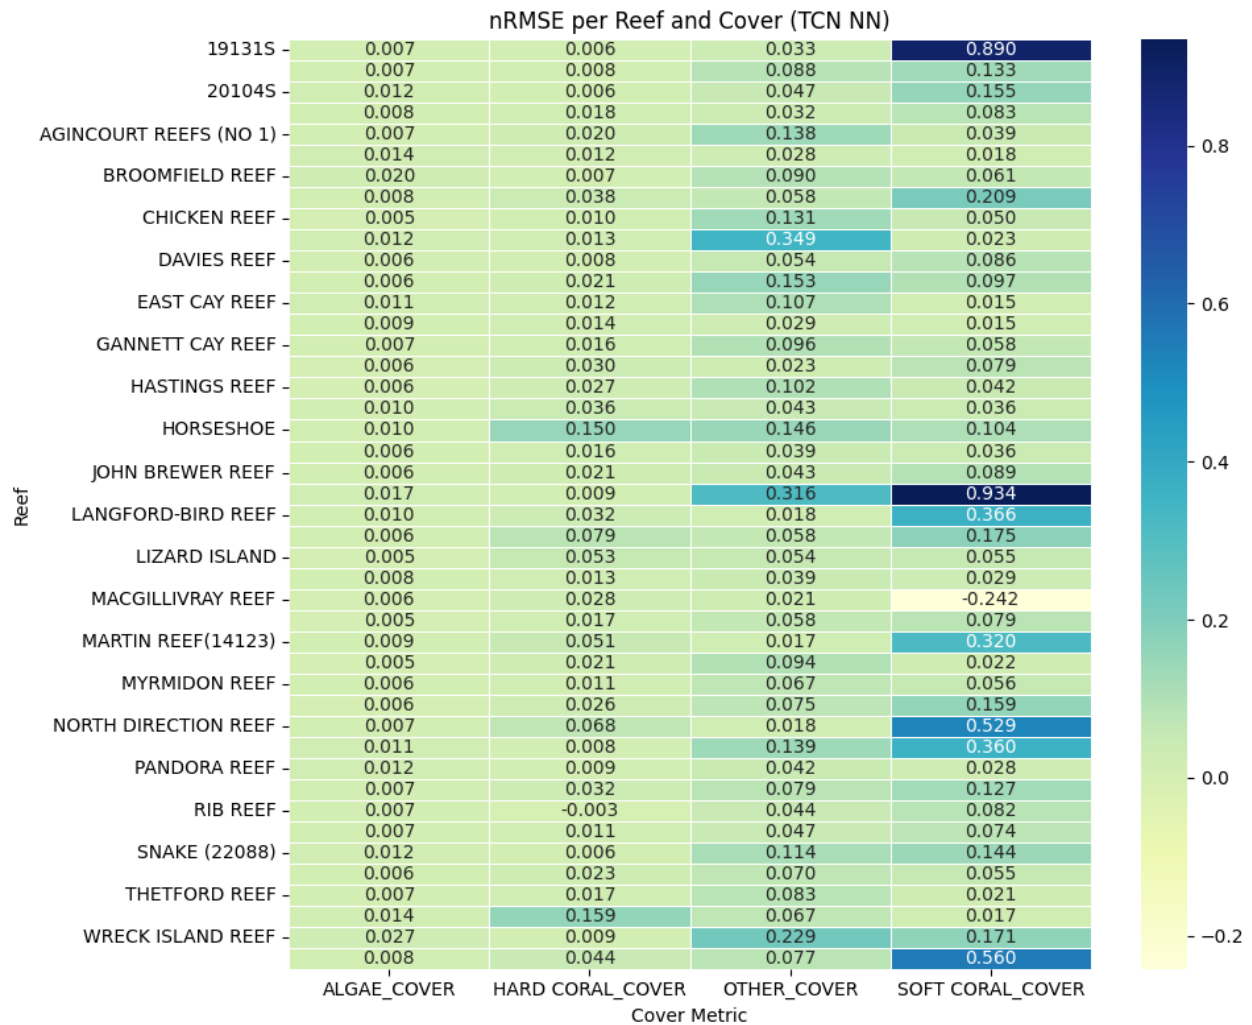 nRMSE per Reef and Cover (TCN NN)
19131S 0.007 0.006 0.033 0.890
0.007 0.008 0.088 0.133
20104S 0.012 0.006 0.047 0.155
0.008 0.018 0.032 0.083
AGINCOURT REEFS (NO 1) 0.007 0.020 0.138 0.039
0.014 0.012 0.028 0.018
BROOMFIELD REEF 0.020 0.007 0.090 0.061
0.008 0.038 0.058 0.209
CHICKEN REEF 0.005 0.010 0.131 0.050
0.012 0.013 0.349 0.023
DAVIES REEF 0.006 0.008 0.054 0.086
0.006 0.021 0.153 0.097
EAST CAY REEF 0.011 0.012 0.107 0.015
0.009 0.014 0.029 0.015
GANNETT CAY REEF 0.007 0.016 0.096 0.058
0.006 0.030 0.023 0.079
HASTINGS REEF 0.006 0.027 0.102 0.042
0.010 0.036 0.043 0.036
HORSESHOE 0.010 0.150 0.146 0.104
0.006 0.016 0.039 0.036
JOHN BREWER REEF 0.006 0.021 0.043 0.089
0.017 0.009 0.316 0.934
LANGFORD-BIRD REEF 0.010 0.032 0.018 0.366
0.006 0.079 0.058 0.175
LIZARD ISLAND 0.005 0.053 0.054 0.055
0.008 0.013 0.039 0.029
MACGILLIVRAY REEF 0.006 0.028 0.021 -0.242
0.005 0.017 0.058 0.079
MARTIN REEF(14123) 0.009 0.051 0.017 0.320
0.005 0.021 0.094 0.022
MYRMIDON REEF 0.006 0.011 0.067 0.056
0.006 0.026 0.075 0.159
NORTH DIRECTION REEF 0.007 0.068 0.018 0.529
0.011 0.008 0.139 0.360
PANDORA REEF 0.012 0.009 0.042 0.028
0.007 0.032 0.079 0.127
RIB REEF 0.007 -0.003 0.044 0.082
0.007 0.011 0.047 0.074
SNAKE (22088) 0.012 0.006 0.114 0.144
0.006 0.023 0.070 0.055
THETFORD REEF 0.007 0.017 0.083 0.021
0.014 0.159 0.067 0.017
WRECK ISLAND REEF 0.027 0.009 0.229 0.171
0.008 0.044 0.077 0.560
ALGAE_COVER HARD CORAL_COVER OTHER_COVER SOFT CORAL_COVER
Cover Metric
Reef
0.8
0.6
0.4
0.2
0.0
−0.2